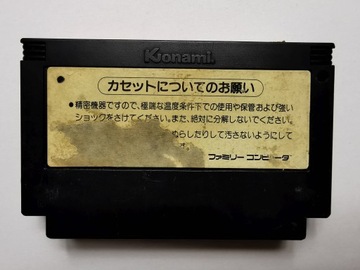 Konami
カセットについてのお願い
●精密機器ですので、極端な温度条件下での使用や保管および強い
ショックをさけてください。また、絶対に分解しないでください。
ぬらしたりして汚さないようにして
す。
ファミリーコンピュータ